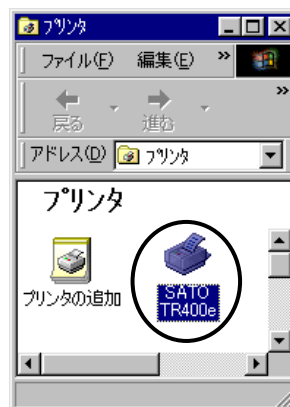 プリンタ
ファイル(F) 編集(E) »
»
戻る 進む
アドレス(D) プリンタ
プリンタ
プリンタの追加 SATO
TR400e